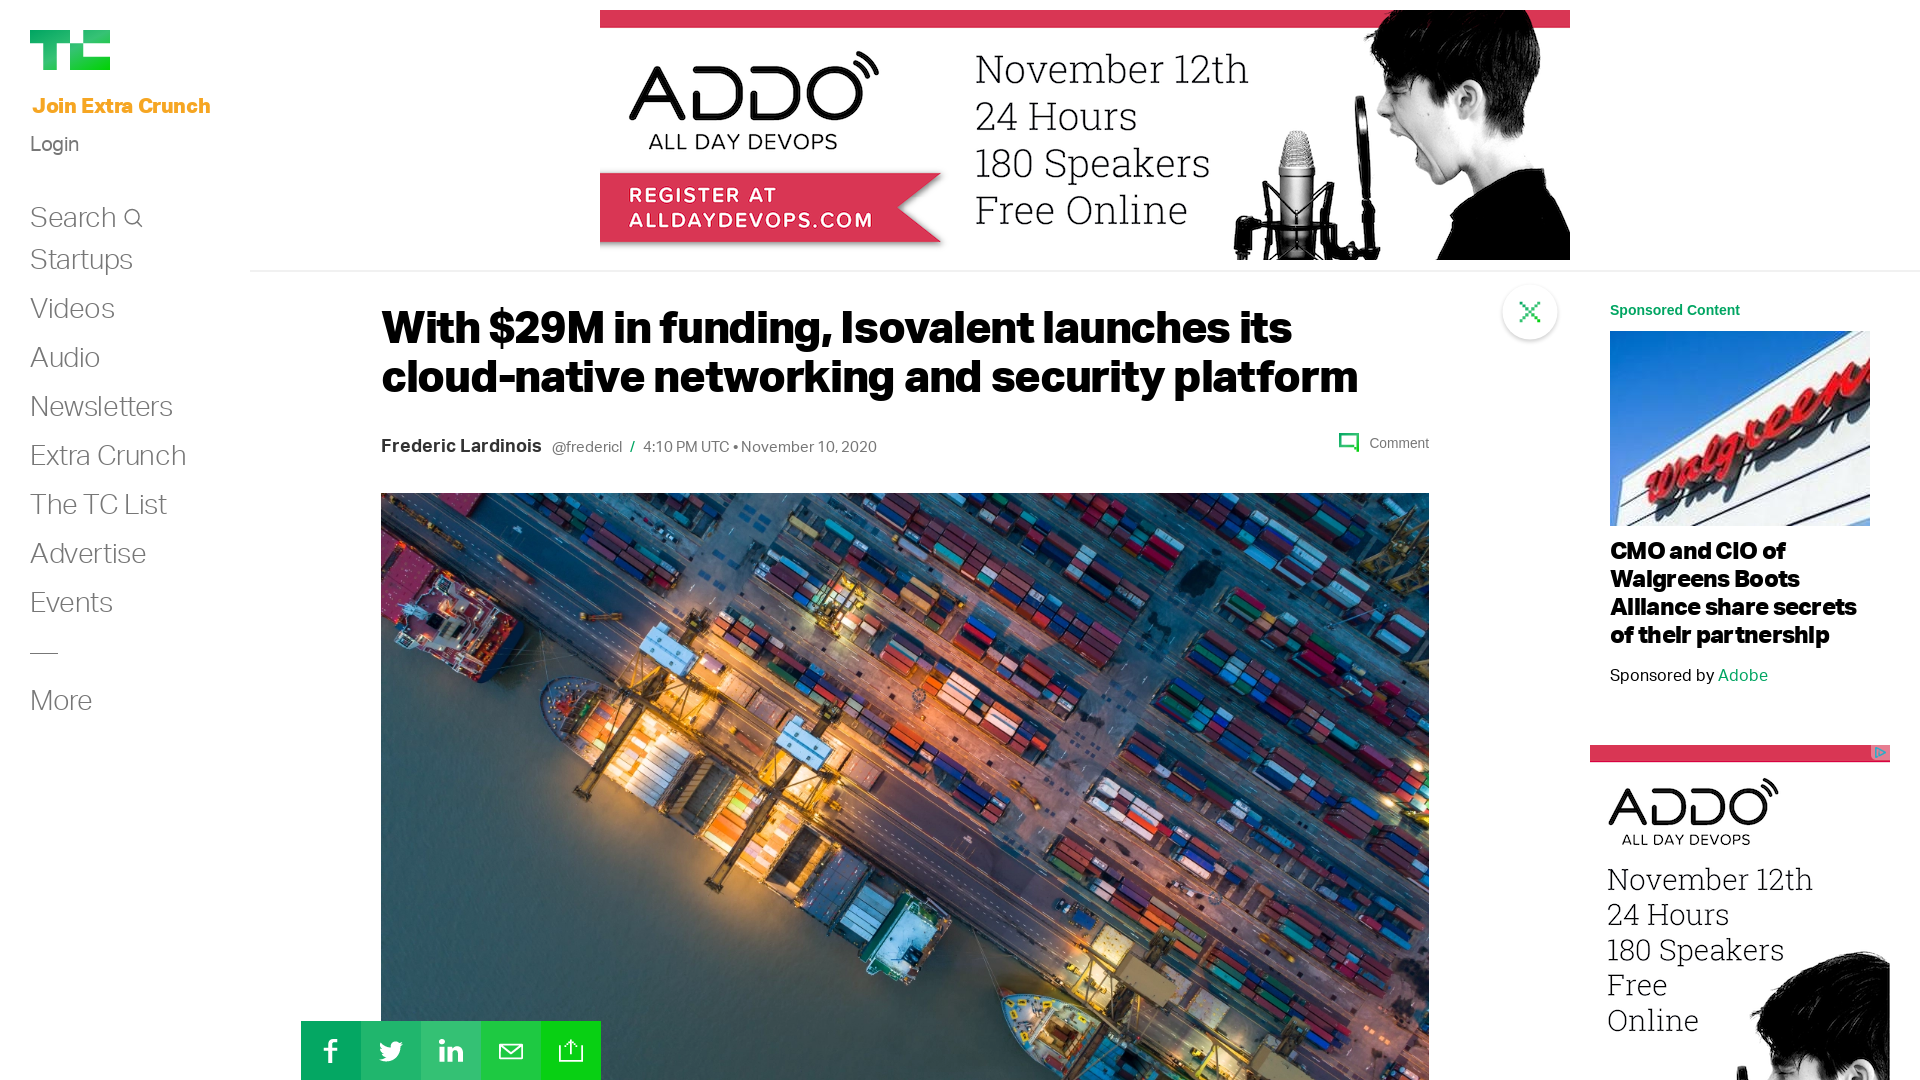 TC
Join Extra Crunch
Login
Search
Startups
Videos
Audio
Newsletters
Extra Crunch
The TC List
Advertise
Events
—
More
ADDO
ALL DAY DEVOPS
REGISTER AT
ALLDAYDEVOPS.COM
November 12th
24 Hours
180 Speakers
Free Online
With $29M in funding, Isovalent launches its
cloud-native networking and security platform
Frederic Lardinois @fredericl / 4:10 PM UTC • November 10, 2020
Comment
Sponsored Content
Walgreens
CMO and CIO of
Walgreens Boots
Alliance share secrets
of their partnership
Sponsored by Adobe
ADDO
ALL DAY DEVOPS
November 12th
24 Hours
180 Speakers
Free
Online